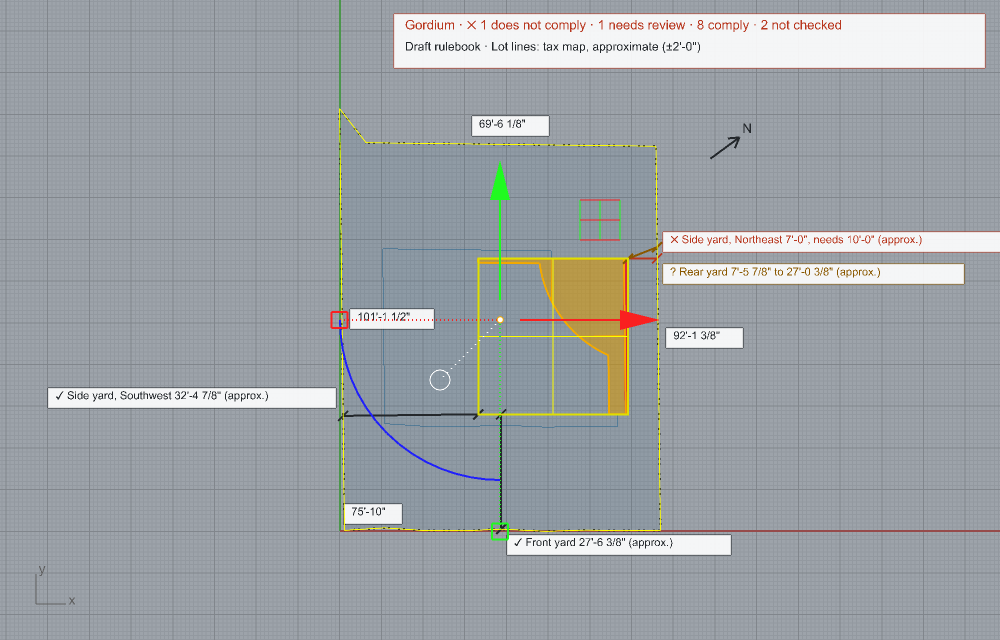 Gordium · ✕ 1 does not comply · 1 needs review · 8 comply · 2 not checked
Draft rulebook · Lot lines: tax map, approximate (±2'-0")
69'-6 1/8"
N
✕ Side yard, Northeast 7'-0", needs 10'-0" (approx.)
? Rear yard 7'-5 7/8" to 27'-0 3/8" (approx.)
101'-1 1/2"
92'-1 3/8"
✓ Side yard, Southwest 32'-4 7/8" (approx.)
75'-10"
✓ Front yard 27'-6 3/8" (approx.)
y
x